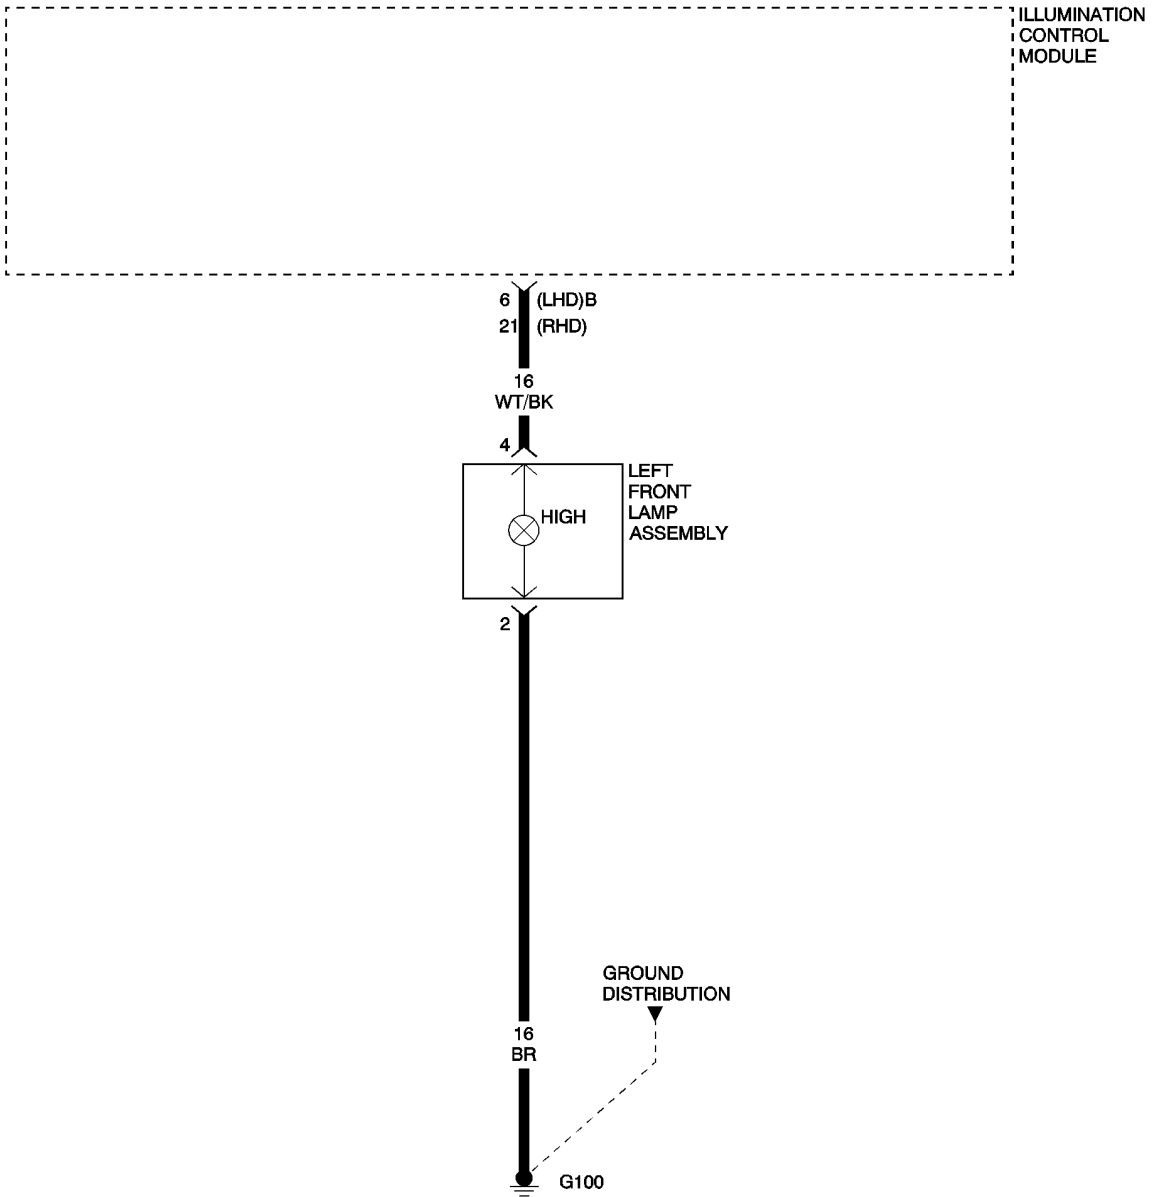 ILLUMINATION
CONTROL
MODULE
6 (LHD)B
21 (RHD)
16
WT/BK
4
LEFT
FRONT
LAMP
ASSEMBLY
HIGH
2
GROUND
DISTRIBUTION
16
BR
G100